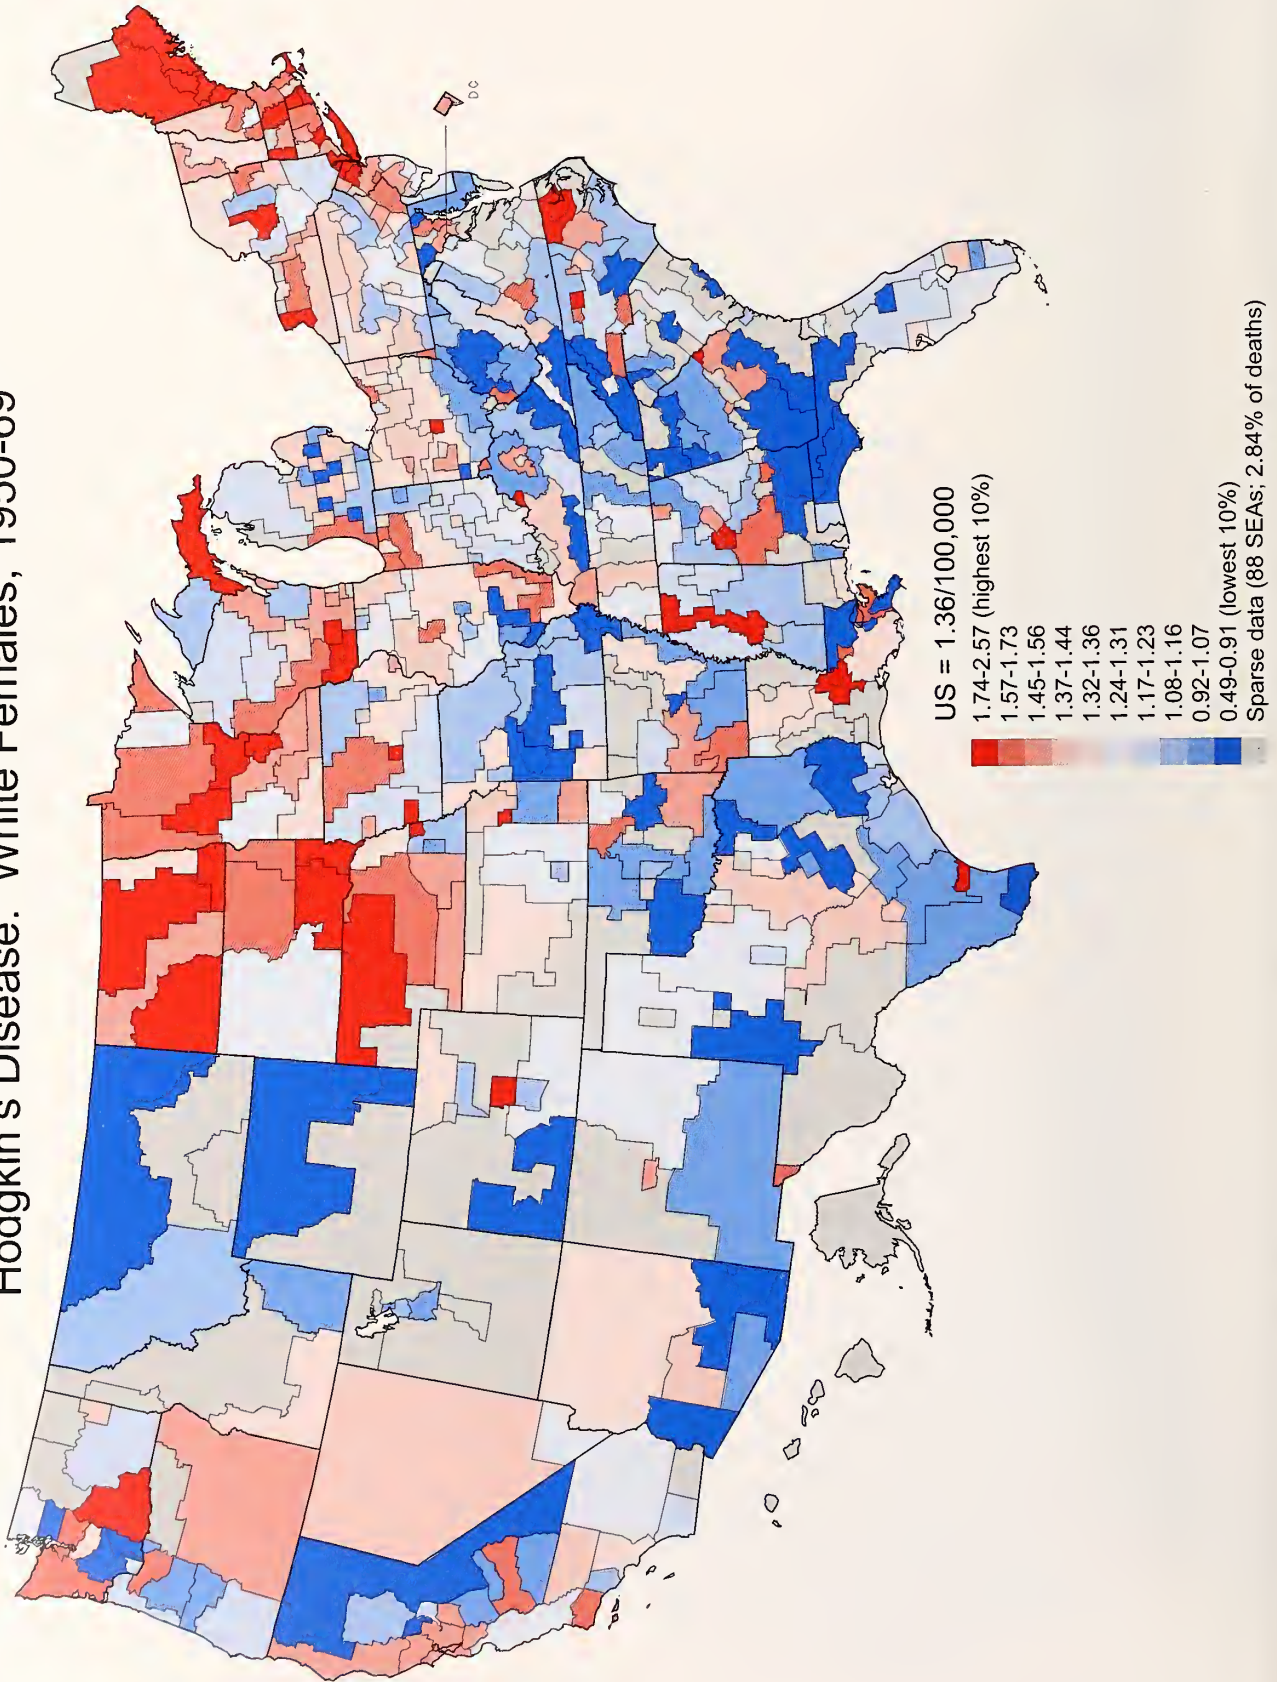 Hodgkin's Disease: White Females, 1950-69
DC
US = 1.36/100,000
1.74-2.57 (highest 10%)
1.57-1.73
1.45-1.56
1.37-1.44
1.32-1.36
1.24-1.31
1.17-1.23
1.08-1.16
0.92-1.07
0.49-0.91 (lowest 10%)
Sparse data (88 SEAs; 2.84% of deaths)